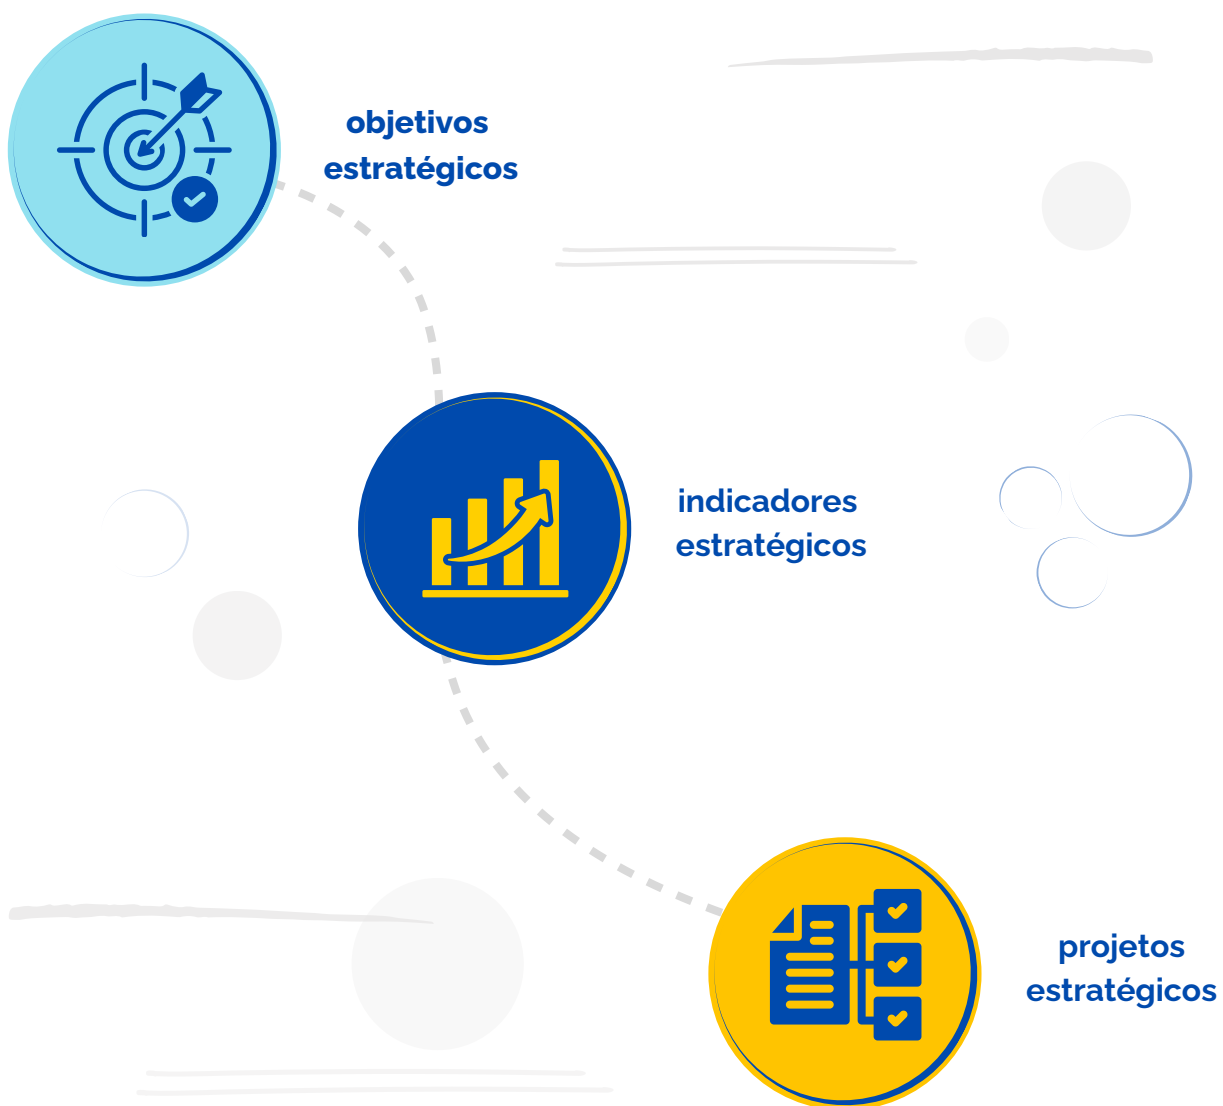 objetivos
estratégicos
indicadores
estratégicos
projetos
estratégicos